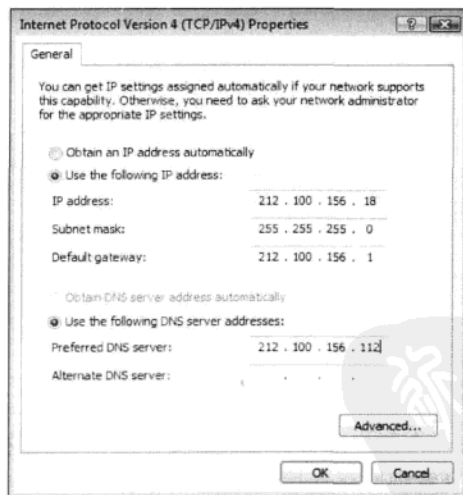 Internet Protocol Version 4 (TCP/IPv4) Properties
General
You can get IP settings assigned automatically if your network supports
this capability. Otherwise, you need to ask your network administrator
for the appropriate IP settings.
Obtain an IP address automatically
Use the following IP address:
IP address: 212 . 100 . 156 . 18
Subnet mask: 255 . 255 . 255 . 0
Default gateway: 212 . 100 . 156 . 1
Obtain DNS server address automatically
Use the following DNS server addresses:
Preferred DNS server: 212 . 100 . 156 . 112
Alternate DNS server: . . .
Advanced...
OK Cancel